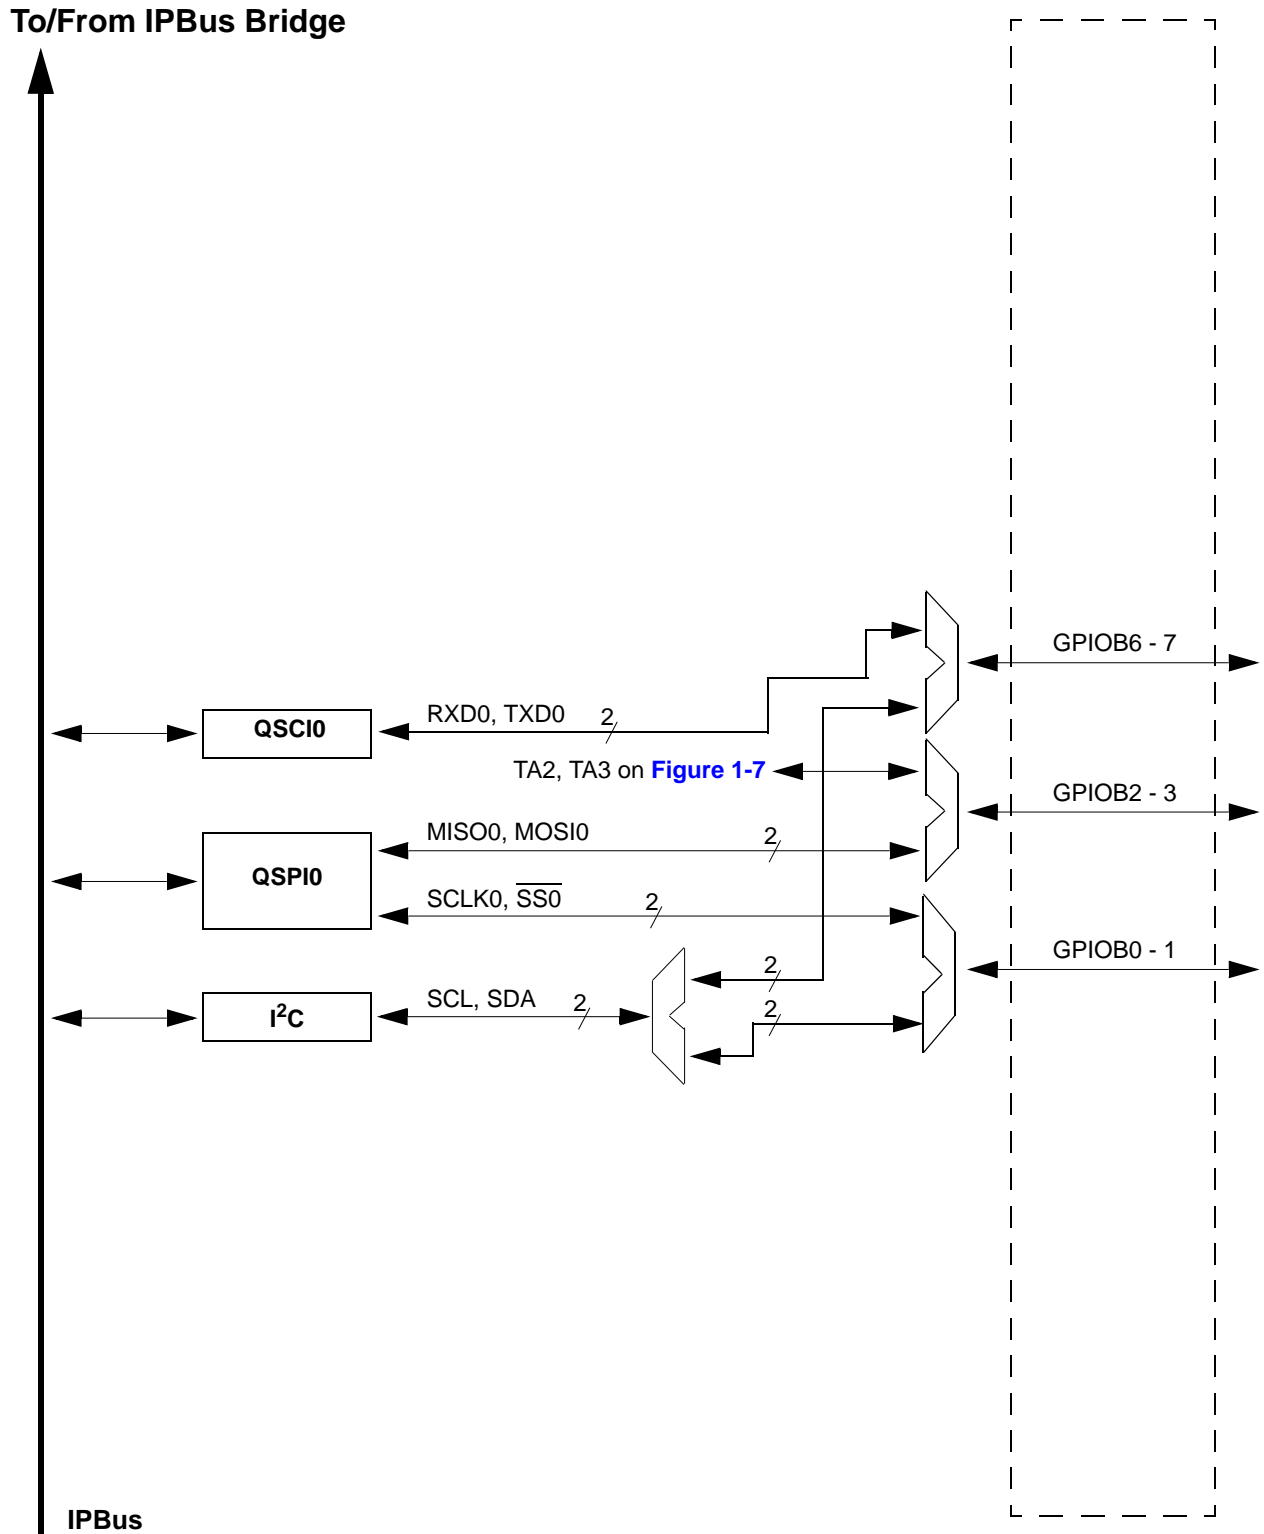 To/From IPBus Bridge
GPIOB6 - 7
RXD0, TXD0 2
QSCI0
TA2, TA3 on Figure 1-7
GPIOB2 - 3
MISO0, MOSI0 2
QSPI0
SCLK0, S̅S̅0̅ 2
GPIOB0 - 1
2
SCL, SDA 2
2
I²C
IPBus